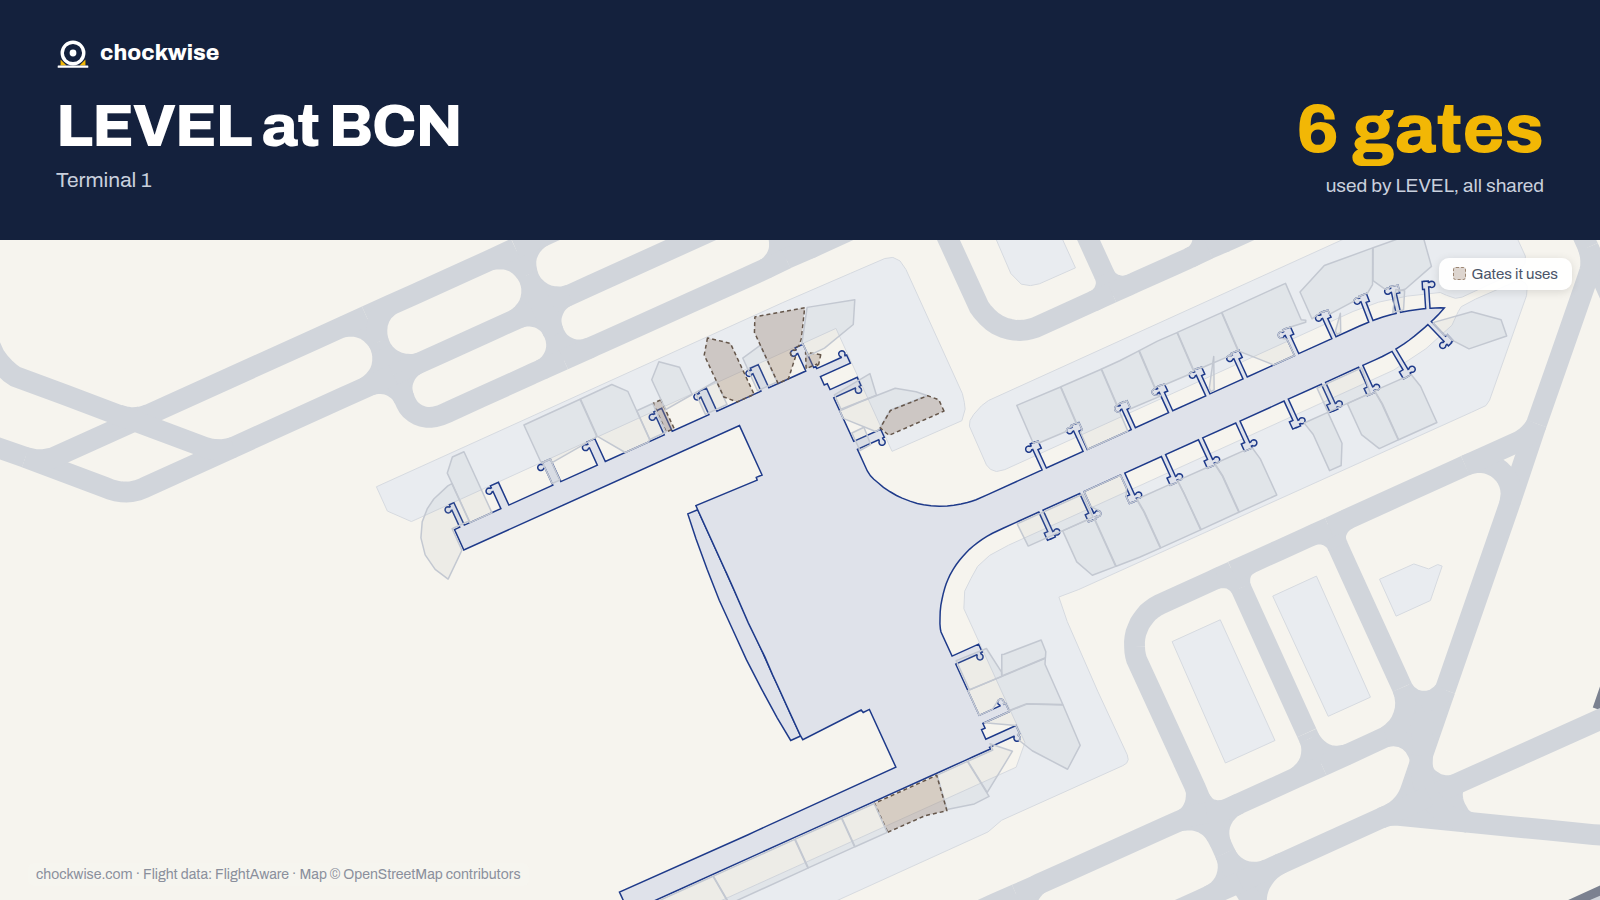 chockwise
LEVEL at BCN
Terminal 1
6 gates
used by LEVEL, all shared
Gates it uses
chockwise.com · Flight data: FlightAware · Map © OpenStreetMap contributors